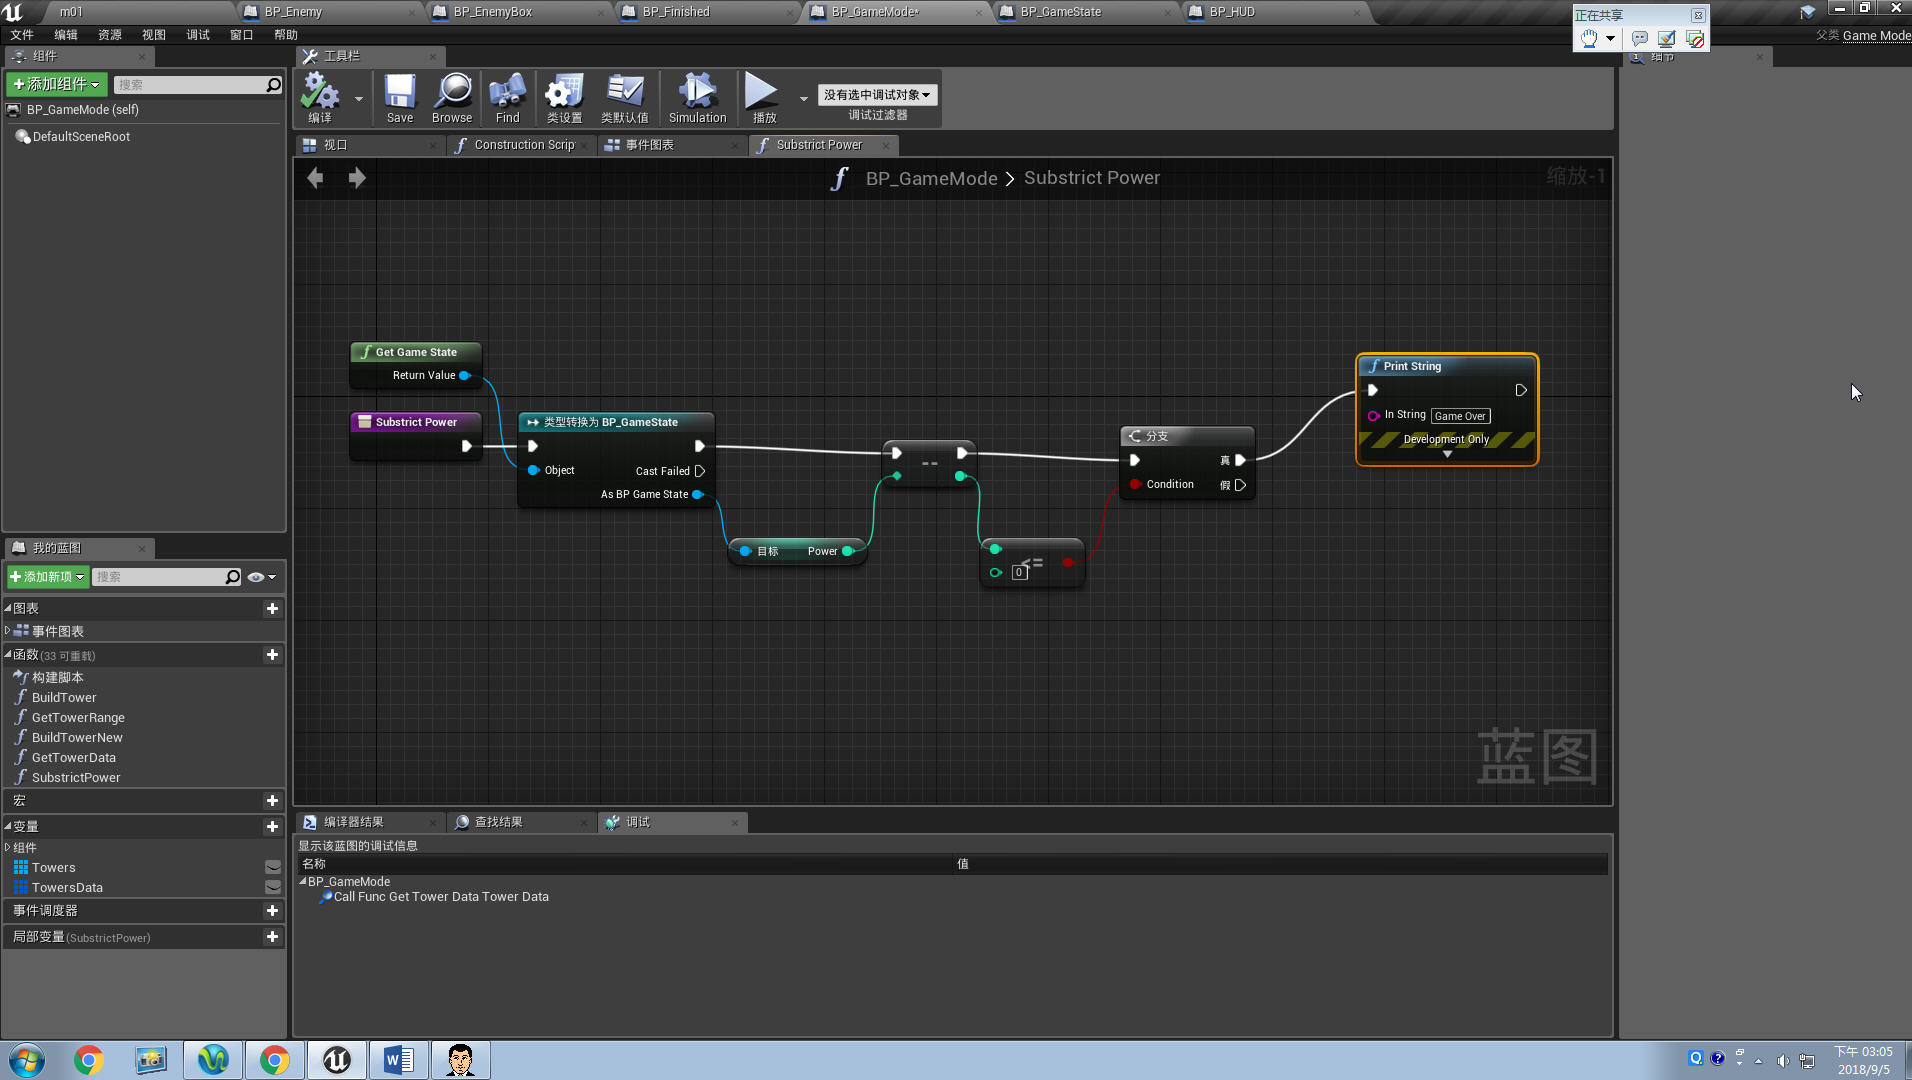 m01
BP_Enemy
BP_EnemyBox
BP_Finished
BP_GameMode*
BP_GameState
BP_HUD
正在共享
文件 编辑 资源 视图 调试 窗口 帮助
父类 Game Mode
组件
工具栏
细节
添加组件
搜索
BP_GameMode (self)
DefaultSceneRoot
编译
Save
Browse
Find
类设置
类默认值
Simulation
播放
没有选中调试对象
调试过滤器
视口
Construction Scrip
事件图表
Substrict Power
BP_GameMode > Substrict Power
缩放-1
Get Game State
Return Value
Substrict Power
类型转换为 BP_GameState
Object
Cast Failed
As BP Game State
目标 Power
--
<=
0
分支
真
Condition
假
Print String
In String Game Over
Development Only
蓝图
我的蓝图
添加新项
搜索
图表
事件图表
函数 (33 可重载)
构建脚本
BuildTower
GetTowerRange
BuildTowerNew
GetTowerData
SubstrictPower
宏
变量
组件
Towers
TowersData
事件调度器
局部变量 (SubstrictPower)
编译器结果
查找结果
调试
显示该蓝图的调试信息
名称
值
BP_GameMode
Call Func Get Tower Data Tower Data
下午 03:05
2018/9/5